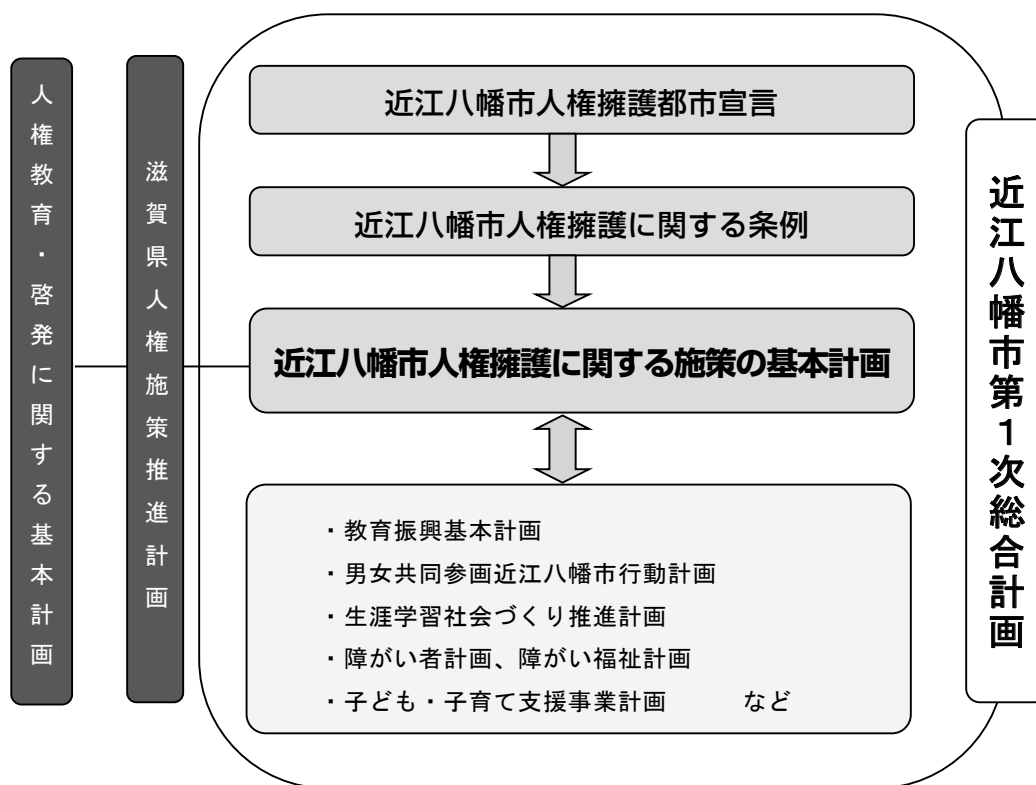 人権教育・啓発に関する基本計画
滋賀県人権施策推進計画
近江八幡市人権擁護都市宣言
近江八幡市人権擁護に関する条例
近江八幡市人権擁護に関する施策の基本計画
・教育振興基本計画
・男女共同参画近江八幡市行動計画
・生涯学習社会づくり推進計画
・障がい者計画、障がい福祉計画
・子ども・子育て支援事業計画　　　など
近江八幡市第１次総合計画